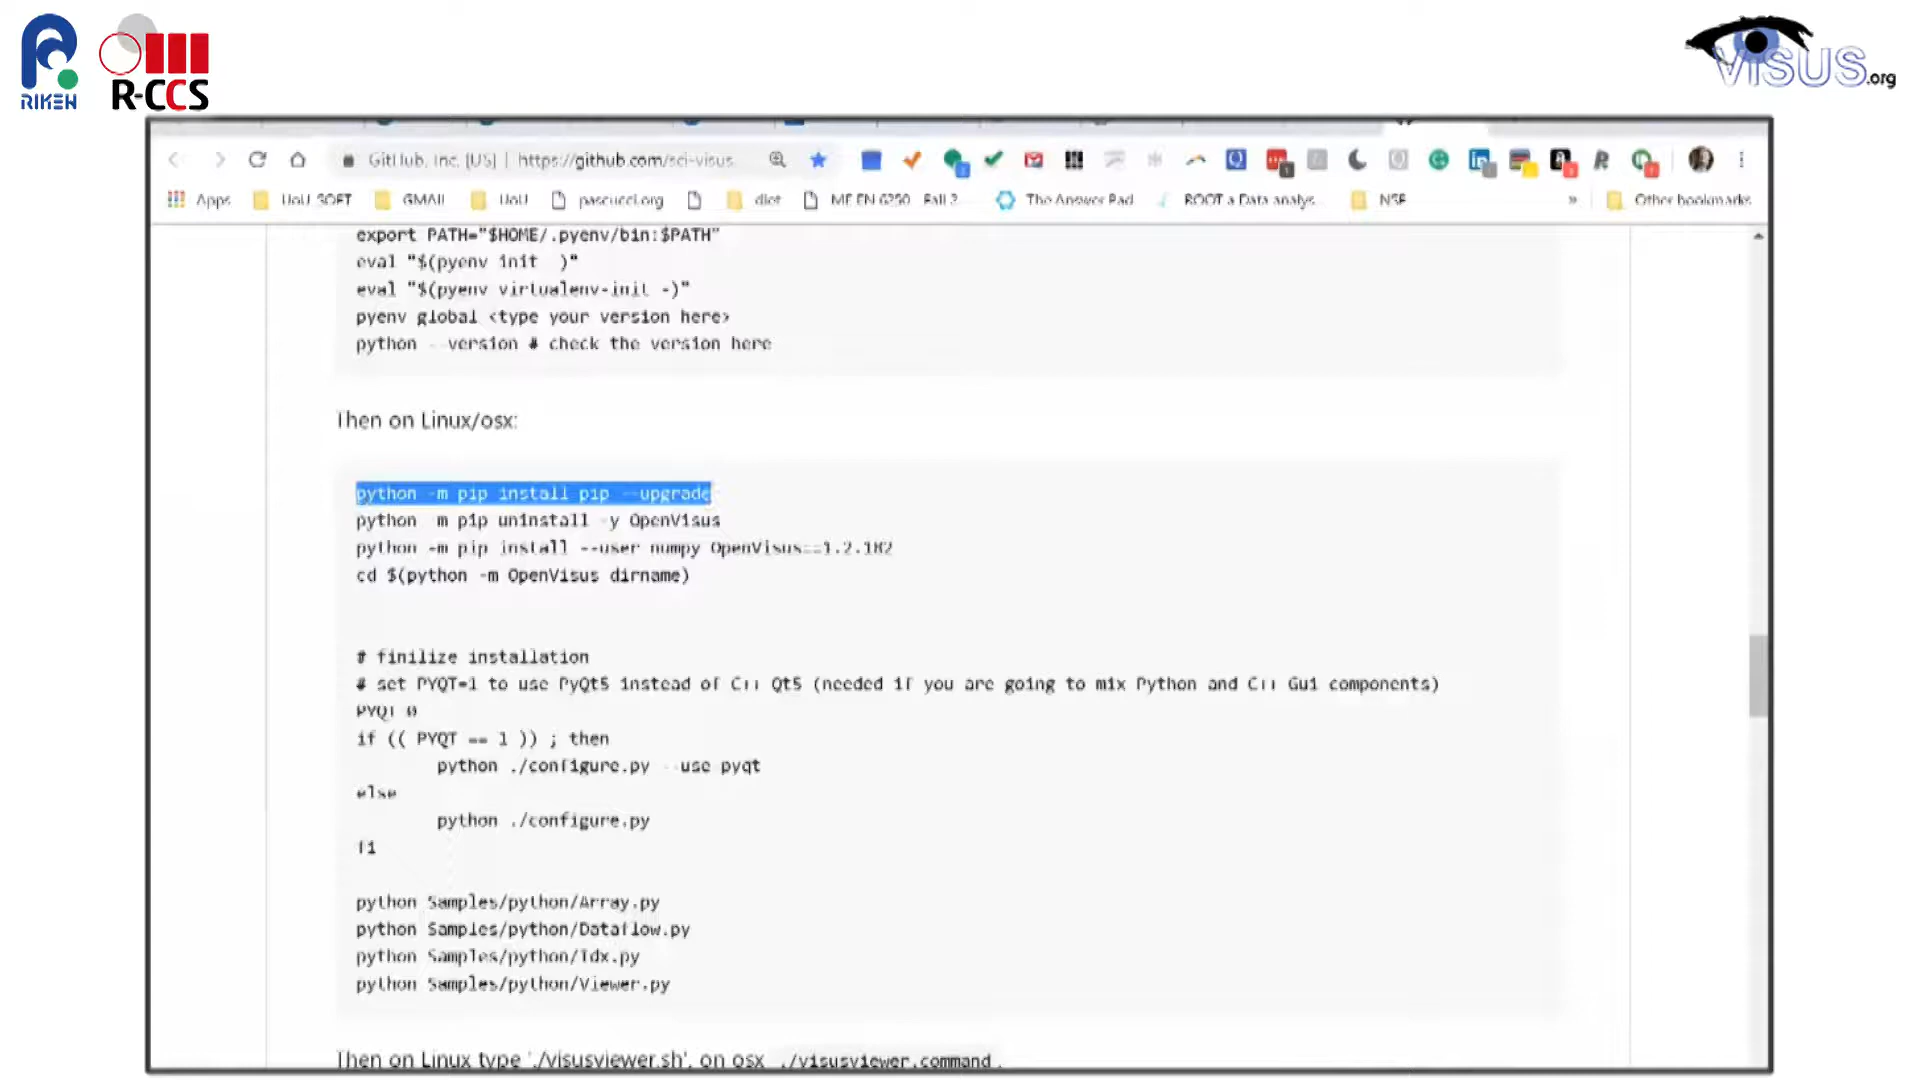 RIKEN
R-CCS
VISUS.org
GitHub, Inc. [US] | https://github.com/sci-visus
Apps
UoU SOFT
GMAIL
UoU
pascucci.org
diet
ME EN 6250 Fall 2
The Answer Pad
ROOT a Data analys
NSF
»
Other bookmarks
export PATH="$HOME/.pyenv/bin:$PATH"
eval "$(pyenv init )"
eval "$(pyenv virtualenv-init -)"
pyenv global <type your version here>
python --version # check the version here
Then on Linux/osx:
python -m pip install pip --upgrade
python -m pip uninstall -y OpenVisus
python -m pip install --user numpy OpenVisus==1.2.182
cd $(python -m OpenVisus dirname)
# finilize installation
# set PYQT=1 to use PyQt5 instead of C++ Qt5 (needed if you are going to mix Python and C++ Gui components)
PYQT=0
if (( PYQT == 1 )) ; then
python ./configure.py --use pyqt
else
python ./configure.py
fi
python Samples/python/Array.py
python Samples/python/Dataflow.py
python Samples/python/Idx.py
python Samples/python/Viewer.py
Then on Linux type './visusviewer.sh', on osx ./visusviewer.command .